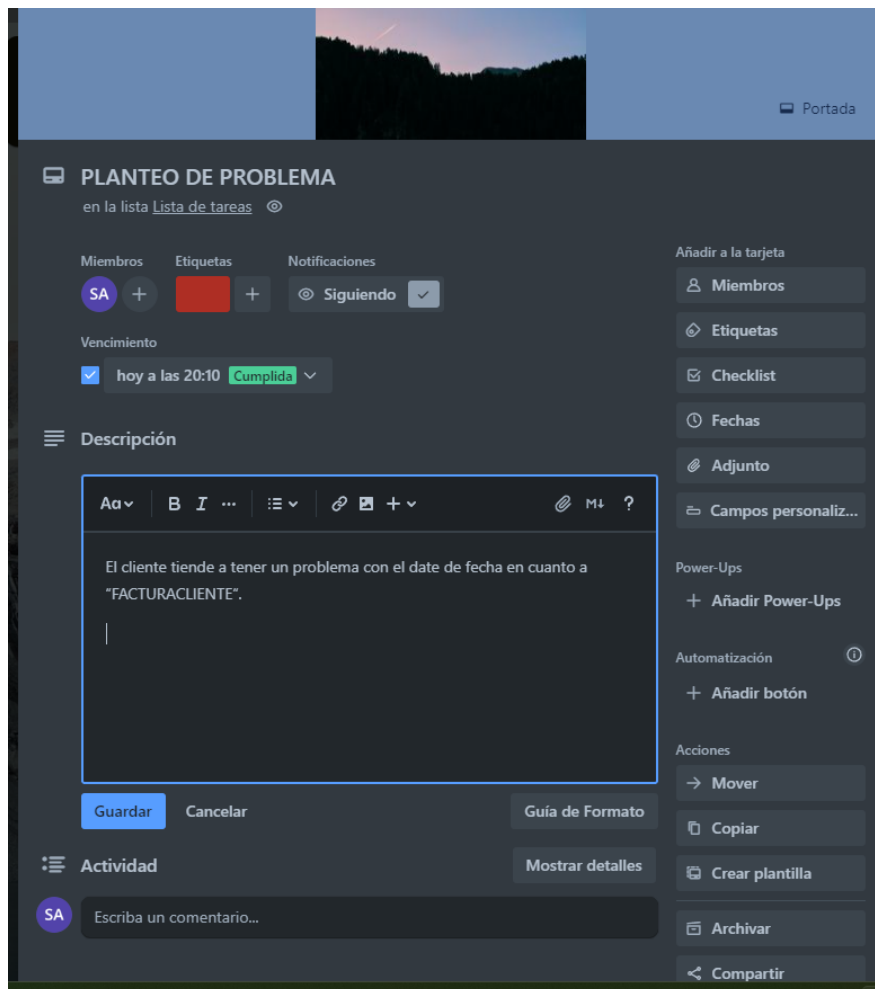 Portada
PLANTEO DE PROBLEMA
en la lista Lista de tareas
Miembros Etiquetas Notificaciones
SA + + Siguiendo
Vencimiento
hoy a las 20:10 Cumplida
Descripción
Aa B I ... M↓ ?
El cliente tiende a tener un problema con el date de fecha en cuanto a
"FACTURACLIENTE".
Guardar Cancelar Guía de Formato
Actividad Mostrar detalles
SA Escriba un comentario...
Añadir a la tarjeta
Miembros
Etiquetas
Checklist
Fechas
Adjunto
Campos personaliz...
Power-Ups
+ Añadir Power-Ups
Automatización
+ Añadir botón
Acciones
→ Mover
Copiar
Crear plantilla
Archivar
Compartir